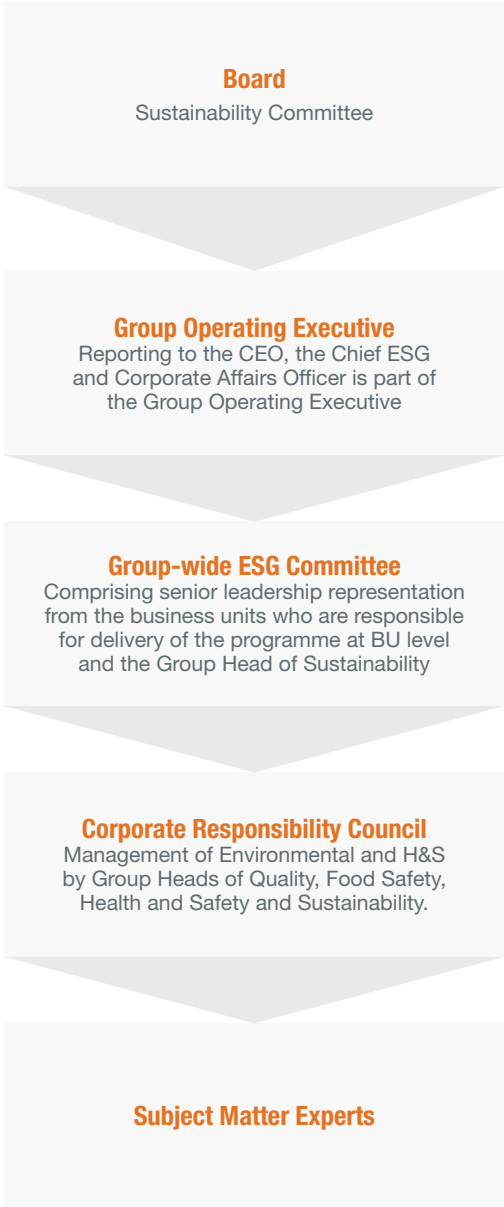 Board
Sustainability Committee
Group Operating Executive
Reporting to the CEO, the Chief ESG
and Corporate Affairs Officer is part of
the Group Operating Executive
Group-wide ESG Committee
Comprising senior leadership representation
from the business units who are responsible
for delivery of the programme at BU level
and the Group Head of Sustainability
Corporate Responsibility Council
Management of Environmental and H&S
by Group Heads of Quality, Food Safety,
Health and Safety and Sustainability.
Subject Matter Experts